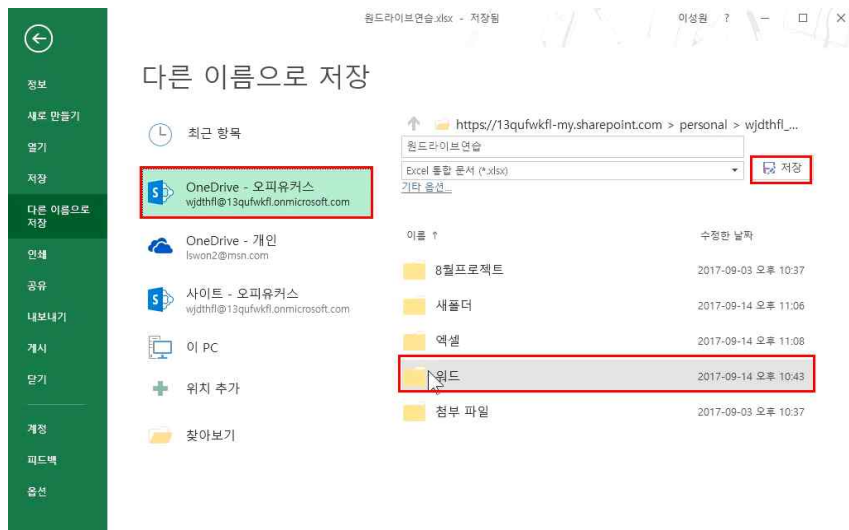 원드라이브연습.xlsx - 저장됨
이성원 ?
정보
새로 만들기
열기
저장
다른 이름으로
저장
인쇄
공유
내보내기
게시
닫기
계정
피드백
옵션
다른 이름으로 저장
최근 항목
OneDrive - 오피유커스
wjdthfl@13qufwkfl.onmicrosoft.com
OneDrive - 개인
lswon2@msn.com
사이트 - 오피유커스
wjdthfl@13qufwkfl.onmicrosoft.com
이 PC
위치 추가
찾아보기
https://13qufwkfl-my.sharepoint.com > personal > wjdthfl_...
원드라이브연습
Excel 통합 문서 (*.xlsx)
저장
기타 옵션...
이름 ↑ 수정한 날짜
8월프로젝트 2017-09-03 오후 10:37
새폴더 2017-09-14 오후 11:06
엑셀 2017-09-14 오후 11:08
워드 2017-09-14 오후 10:43
첨부 파일 2017-09-03 오후 10:37